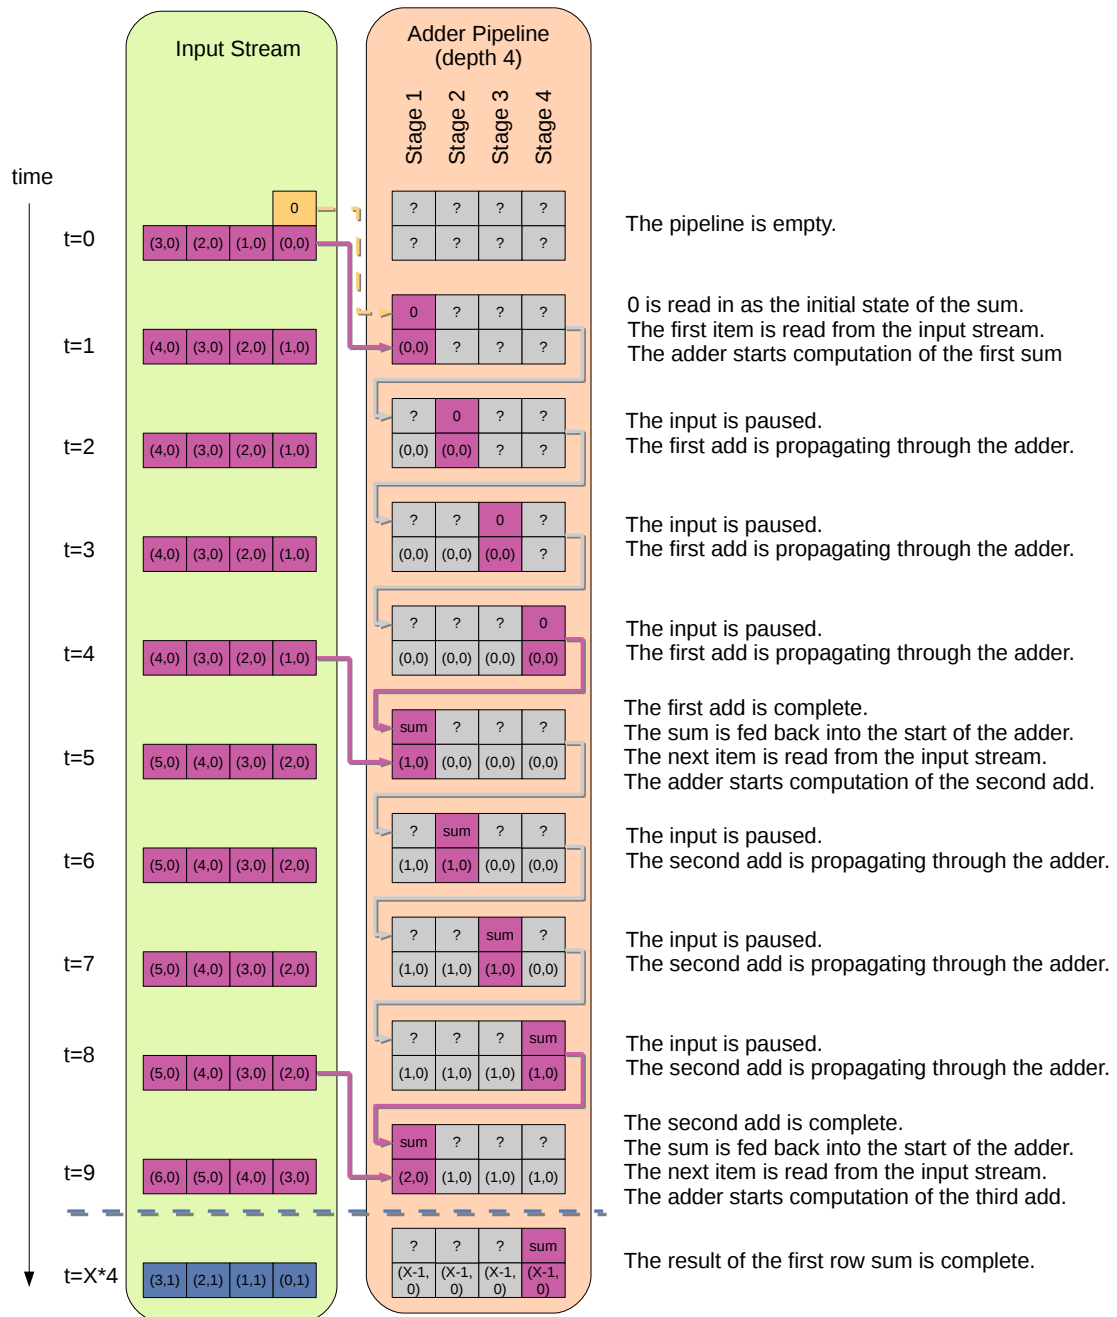 Input Stream
Adder Pipeline
(depth 4)
Stage 1
Stage 2
Stage 3
Stage 4
time
0
? ? ? ?
t=0
(3,0) (2,0) (1,0) (0,0)
? ? ? ?
The pipeline is empty.
0 ? ? ?
t=1
(4,0) (3,0) (2,0) (1,0)
(0,0) ? ? ?
0 is read in as the initial state of the sum.
The first item is read from the input stream.
The adder starts computation of the first sum
? 0 ? ?
t=2
(4,0) (3,0) (2,0) (1,0)
(0,0) (0,0) ? ?
The input is paused.
The first add is propagating through the adder.
? ? 0 ?
t=3
(4,0) (3,0) (2,0) (1,0)
(0,0) (0,0) (0,0) ?
The input is paused.
The first add is propagating through the adder.
? ? ? 0
t=4
(4,0) (3,0) (2,0) (1,0)
(0,0) (0,0) (0,0) (0,0)
The input is paused.
The first add is propagating through the adder.
sum ? ? ?
t=5
(5,0) (4,0) (3,0) (2,0)
(1,0) (0,0) (0,0) (0,0)
The first add is complete.
The sum is fed back into the start of the adder.
The next item is read from the input stream.
The adder starts computation of the second add.
? sum ? ?
t=6
(5,0) (4,0) (3,0) (2,0)
(1,0) (1,0) (0,0) (0,0)
The input is paused.
The second add is propagating through the adder.
? ? sum ?
t=7
(5,0) (4,0) (3,0) (2,0)
(1,0) (1,0) (1,0) (0,0)
The input is paused.
The second add is propagating through the adder.
? ? ? sum
t=8
(5,0) (4,0) (3,0) (2,0)
(1,0) (1,0) (1,0) (1,0)
The input is paused.
The second add is propagating through the adder.
sum ? ? ?
t=9
(6,0) (5,0) (4,0) (3,0)
(2,0) (1,0) (1,0) (1,0)
The second add is complete.
The sum is fed back into the start of the adder.
The next item is read from the input stream.
The adder starts computation of the third add.
? ? ? sum
t=X*4
(3,1) (2,1) (1,1) (0,1)
(X-1, (X-1, (X-1, (X-1,
0) 0) 0) 0)
The result of the first row sum is complete.